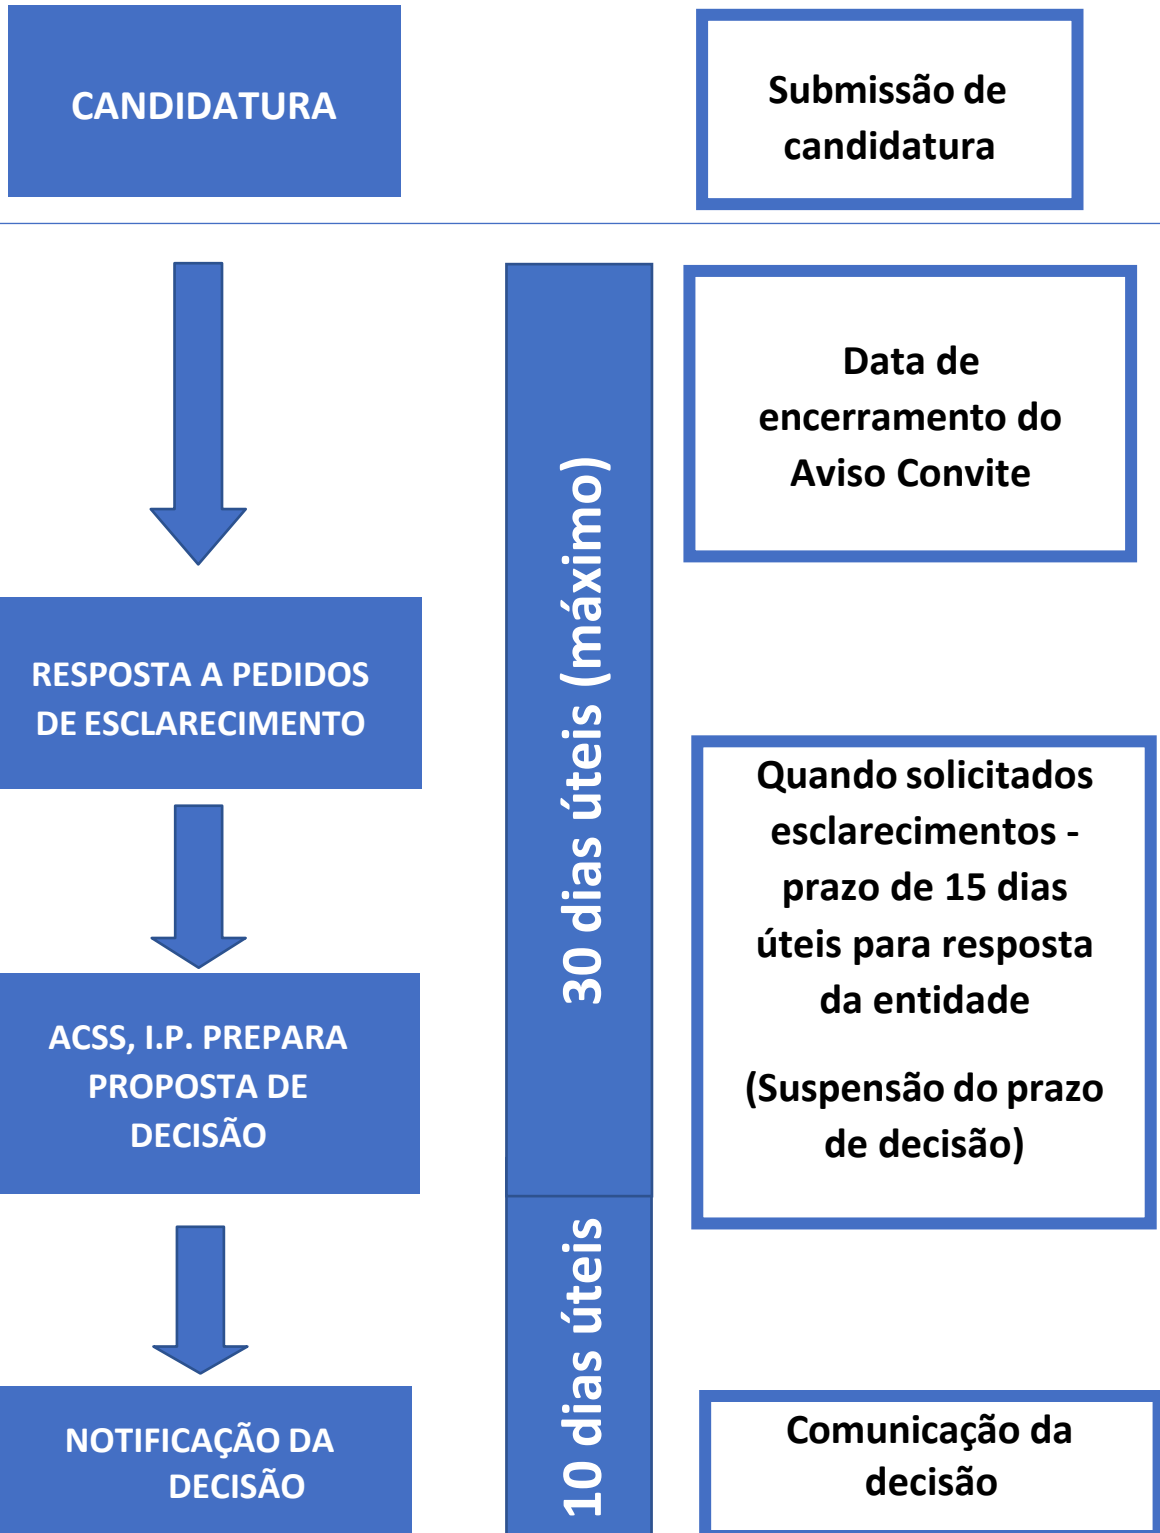 CANDIDATURA
Submissão de
candidatura
Data de
encerramento do
Aviso Convite
30 dias úteis (máximo)
RESPOSTA A PEDIDOS
DE ESCLARECIMENTO
Quando solicitados
esclarecimentos -
prazo de 15 dias
úteis para resposta
da entidade
(Suspensão do prazo
de decisão)
ACSS, I.P. PREPARA
PROPOSTA DE
DECISÃO
10 dias úteis
NOTIFICAÇÃO DA
DECISÃO
Comunicação da
decisão